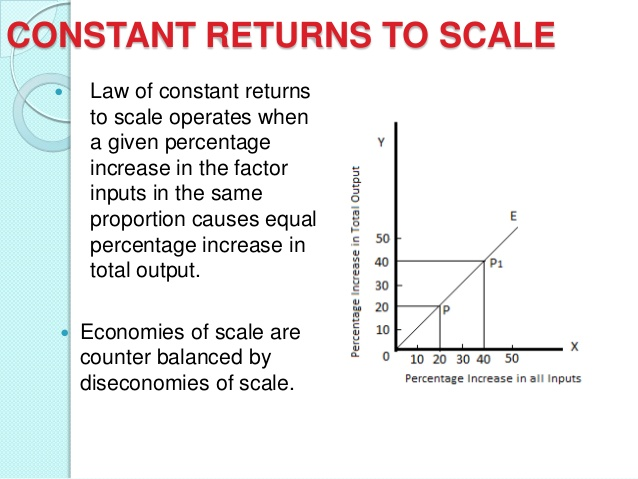 CONSTANT RETURNS TO SCALE
• Law of constant returns
to scale operates when
a given percentage
increase in the factor
inputs in the same
proportion causes equal
percentage increase in
total output.
• Economies of scale are
counter balanced by
diseconomies of scale.
Y
Percentage Increase in Total Output
E
50
40
30
20
10
0
P1
P
10 20 30 40 50
X
Percentage Increase in all Inputs